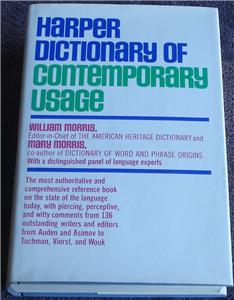 HARPER
DICTIONARY OF
CONTEMPORARY
USAGE
WILLIAM MORRIS,
Editor-in-Chief of THE AMERICAN HERITAGE DICTIONARY and
MARY MORRIS,
co-author of DICTIONARY OF WORD AND PHRASE ORIGINS
With a distinguished panel of language experts
The most authoritative and
comprehensive reference book
on the state of the language
today, with piercing, perceptive,
and witty comments from 136
outstanding writers and editors
from Auden and Asimov to
Tuchman, Viorst, and Wouk